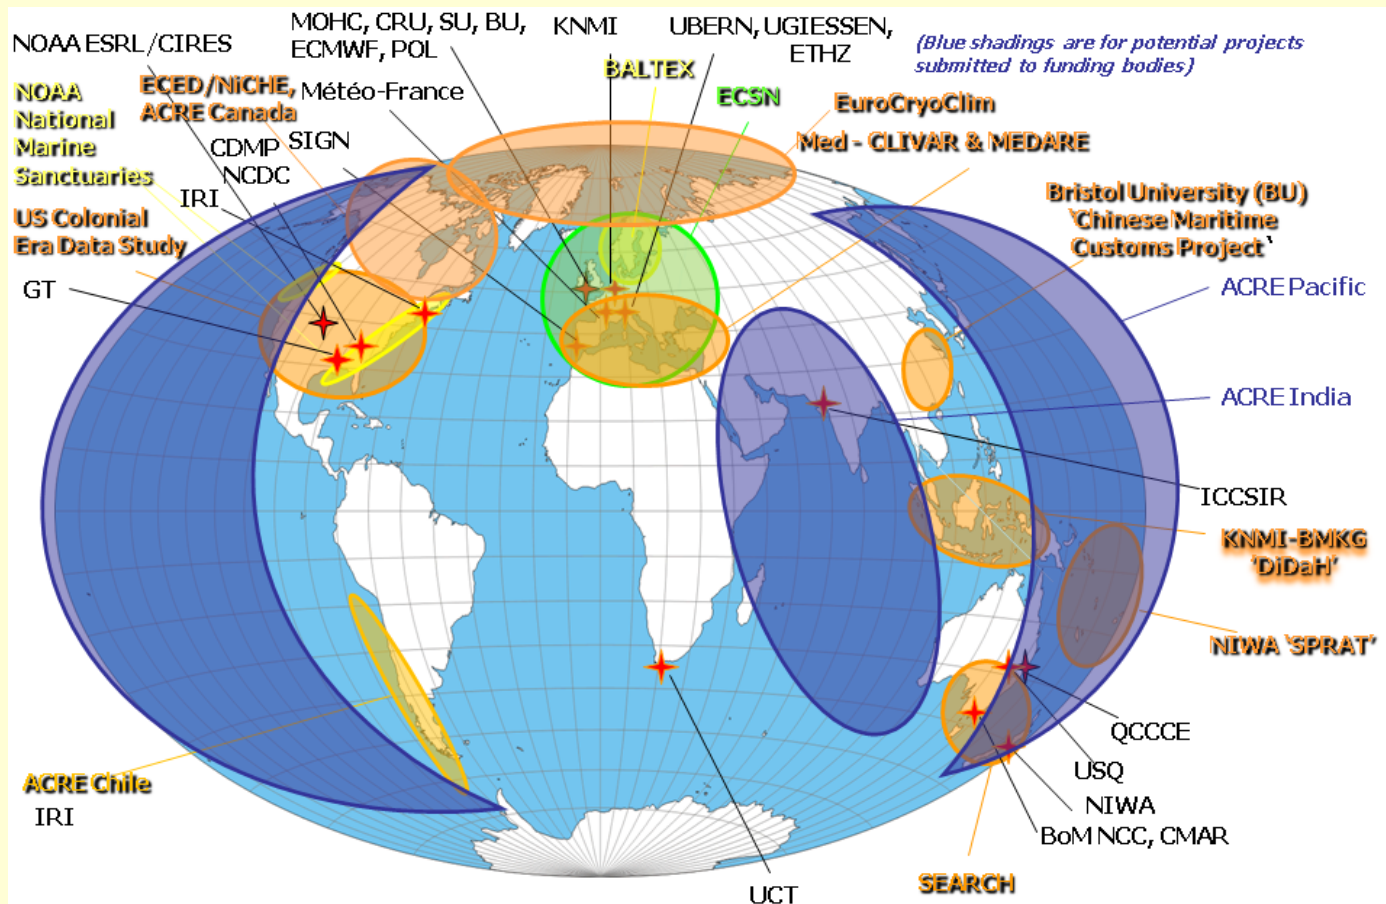 MOHC, CRU, SU, BU,
ECMWF, POL
KNMI
UBERN, UGIESSEN,
ETHZ
(Blue shadings are for potential projects
submitted to funding bodies)
NOAA ESRL/CIRES
BALTEX
ECSN
NOAA
National
Marine
Sanctuaries
ECED/NiCHE,
ACRE Canada
Météo-France
EuroCryoClim
CDMP
NCDC
SIGN
Med - CLIVAR & MEDARE
IRI
Bristol University (BU)
'Chinese Maritime
Customs Project'
US Colonial
Era Data Study
GT
ACRE Pacific
ACRE India
ICCSIR
KNMI-BMKG
'DiDaH'
NIWA 'SPRAT'
QCCCE
USQ
ACRE Chile
IRI
NIWA
BoM NCC, CMAR
SEARCH
UCT